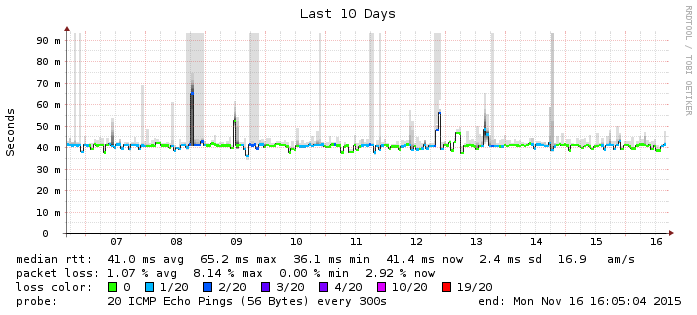 Last 10 Days
RRDTOOL / TOBI OETIKER
Seconds
90 m
80 m
70 m
60 m
50 m
40 m
30 m
20 m
10 m
0
07 08 09 10 11 12 13 14 15 16
median rtt: 41.0 ms avg 65.2 ms max 36.1 ms min 41.4 ms now 2.4 ms sd 16.9 am/s
packet loss: 1.07 % avg 8.14 % max 0.00 % min 2.92 % now
loss color: 0 1/20 2/20 3/20 4/20 10/20 19/20
probe: 20 ICMP Echo Pings (56 Bytes) every 300s end: Mon Nov 16 16:05:04 2015